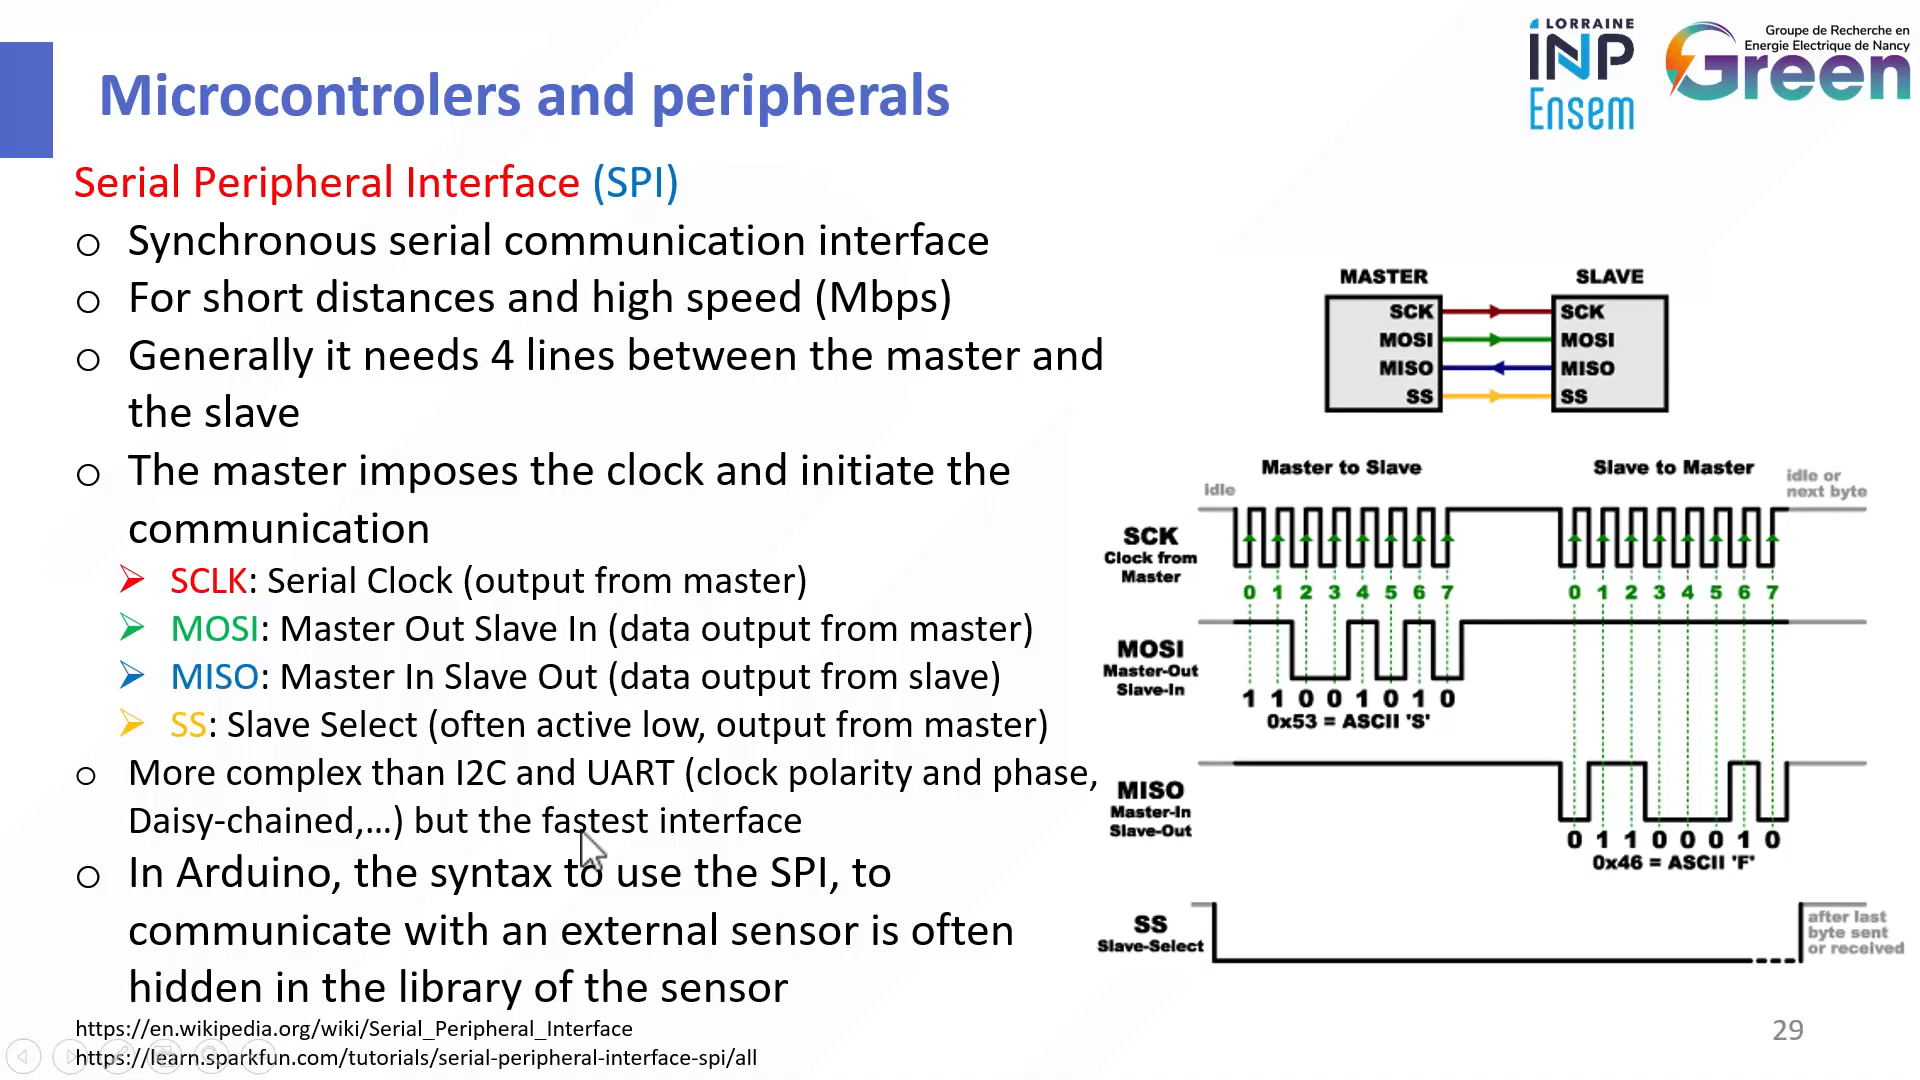 LORRAINE
INP
Ensem
Groupe de Recherche en
Energie Electrique de Nancy
Green
Microcontrolers and peripherals
Serial Peripheral Interface (SPI)
o Synchronous serial communication interface
o For short distances and high speed (Mbps)
o Generally it needs 4 lines between the master and
the slave
o The master imposes the clock and initiate the
communication
➢ SCLK: Serial Clock (output from master)
➢ MOSI: Master Out Slave In (data output from master)
➢ MISO: Master In Slave Out (data output from slave)
➢ SS: Slave Select (often active low, output from master)
o More complex than I2C and UART (clock polarity and phase,
Daisy-chained,...) but the fastest interface
o In Arduino, the syntax to use the SPI, to
communicate with an external sensor is often
hidden in the library of the sensor
https://en.wikipedia.org/wiki/Serial_Peripheral_Interface
https://learn.sparkfun.com/tutorials/serial-peripheral-interface-spi/all
MASTER SLAVE
SCK SCK
MOSI MOSI
MISO MISO
SS SS
Master to Slave Slave to Master
idle idle or
next byte
SCK
Clock from
Master
0 1 2 3 4 5 6 7 0 1 2 3 4 5 6 7
MOSI
Master-Out
Slave-In
1 1 0 0 1 0 1 0
0x53 = ASCII 'S'
MISO
Master-In
Slave-Out
0 1 1 0 0 0 1 0
0x46 = ASCII 'F'
SS
Slave-Select
after last
byte sent
or received
29